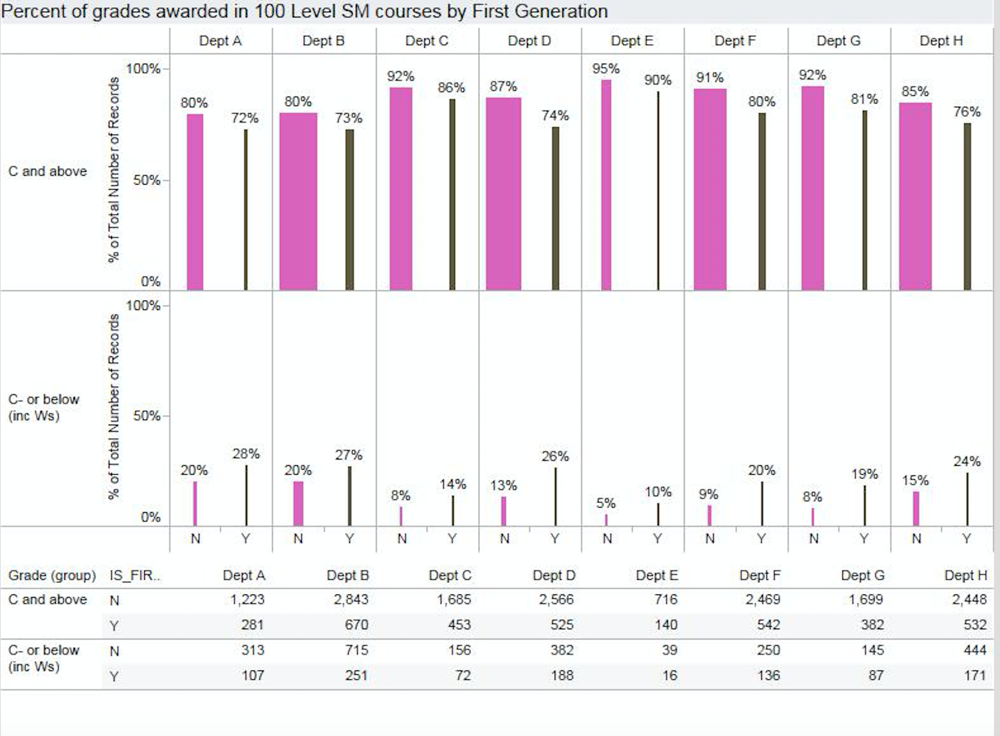 Percent of grades awarded in 100 Level SM courses by First Generation
Dept A Dept B Dept C Dept D Dept E Dept F Dept G Dept H
C and above
% of Total Number of Records
100%
50%
0%
80% 72% 80% 73% 92% 86% 87% 74% 95% 90% 91% 80% 92% 81% 85% 76%
C- or below
(inc Ws)
% of Total Number of Records
100%
50%
0%
20% 28% 20% 27% 8% 14% 13% 26% 5% 10% 9% 20% 8% 19% 15% 24%
N Y N Y N Y N Y N Y N Y N Y N Y
Grade (group) IS_FIR.. Dept A Dept B Dept C Dept D Dept E Dept F Dept G Dept H
C and above N 1,223 2,843 1,685 2,566 716 2,469 1,699 2,448
Y 281 670 453 525 140 542 382 532
C- or below N 313 715 156 382 39 250 145 444
(inc Ws)
Y 107 251 72 188 16 136 87 171